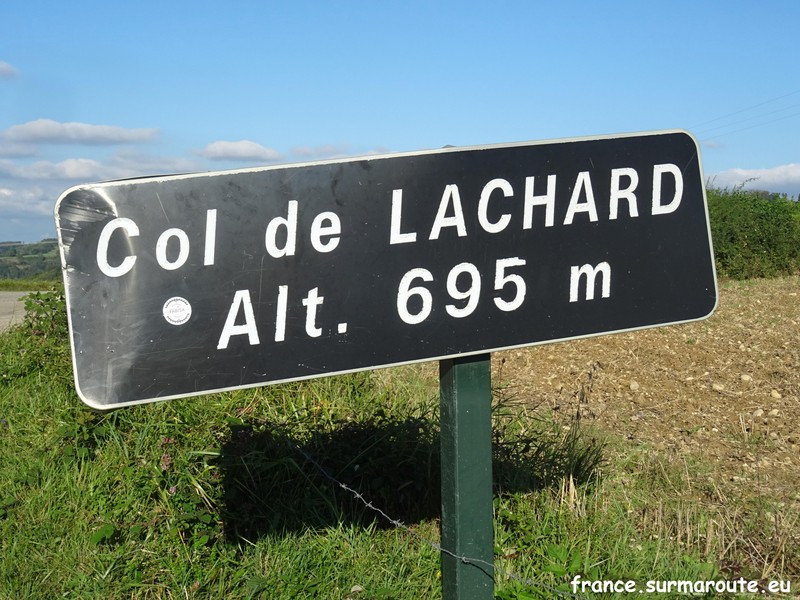 Col de LACHARD
Alt. 695 m
france.surmaroute.eu